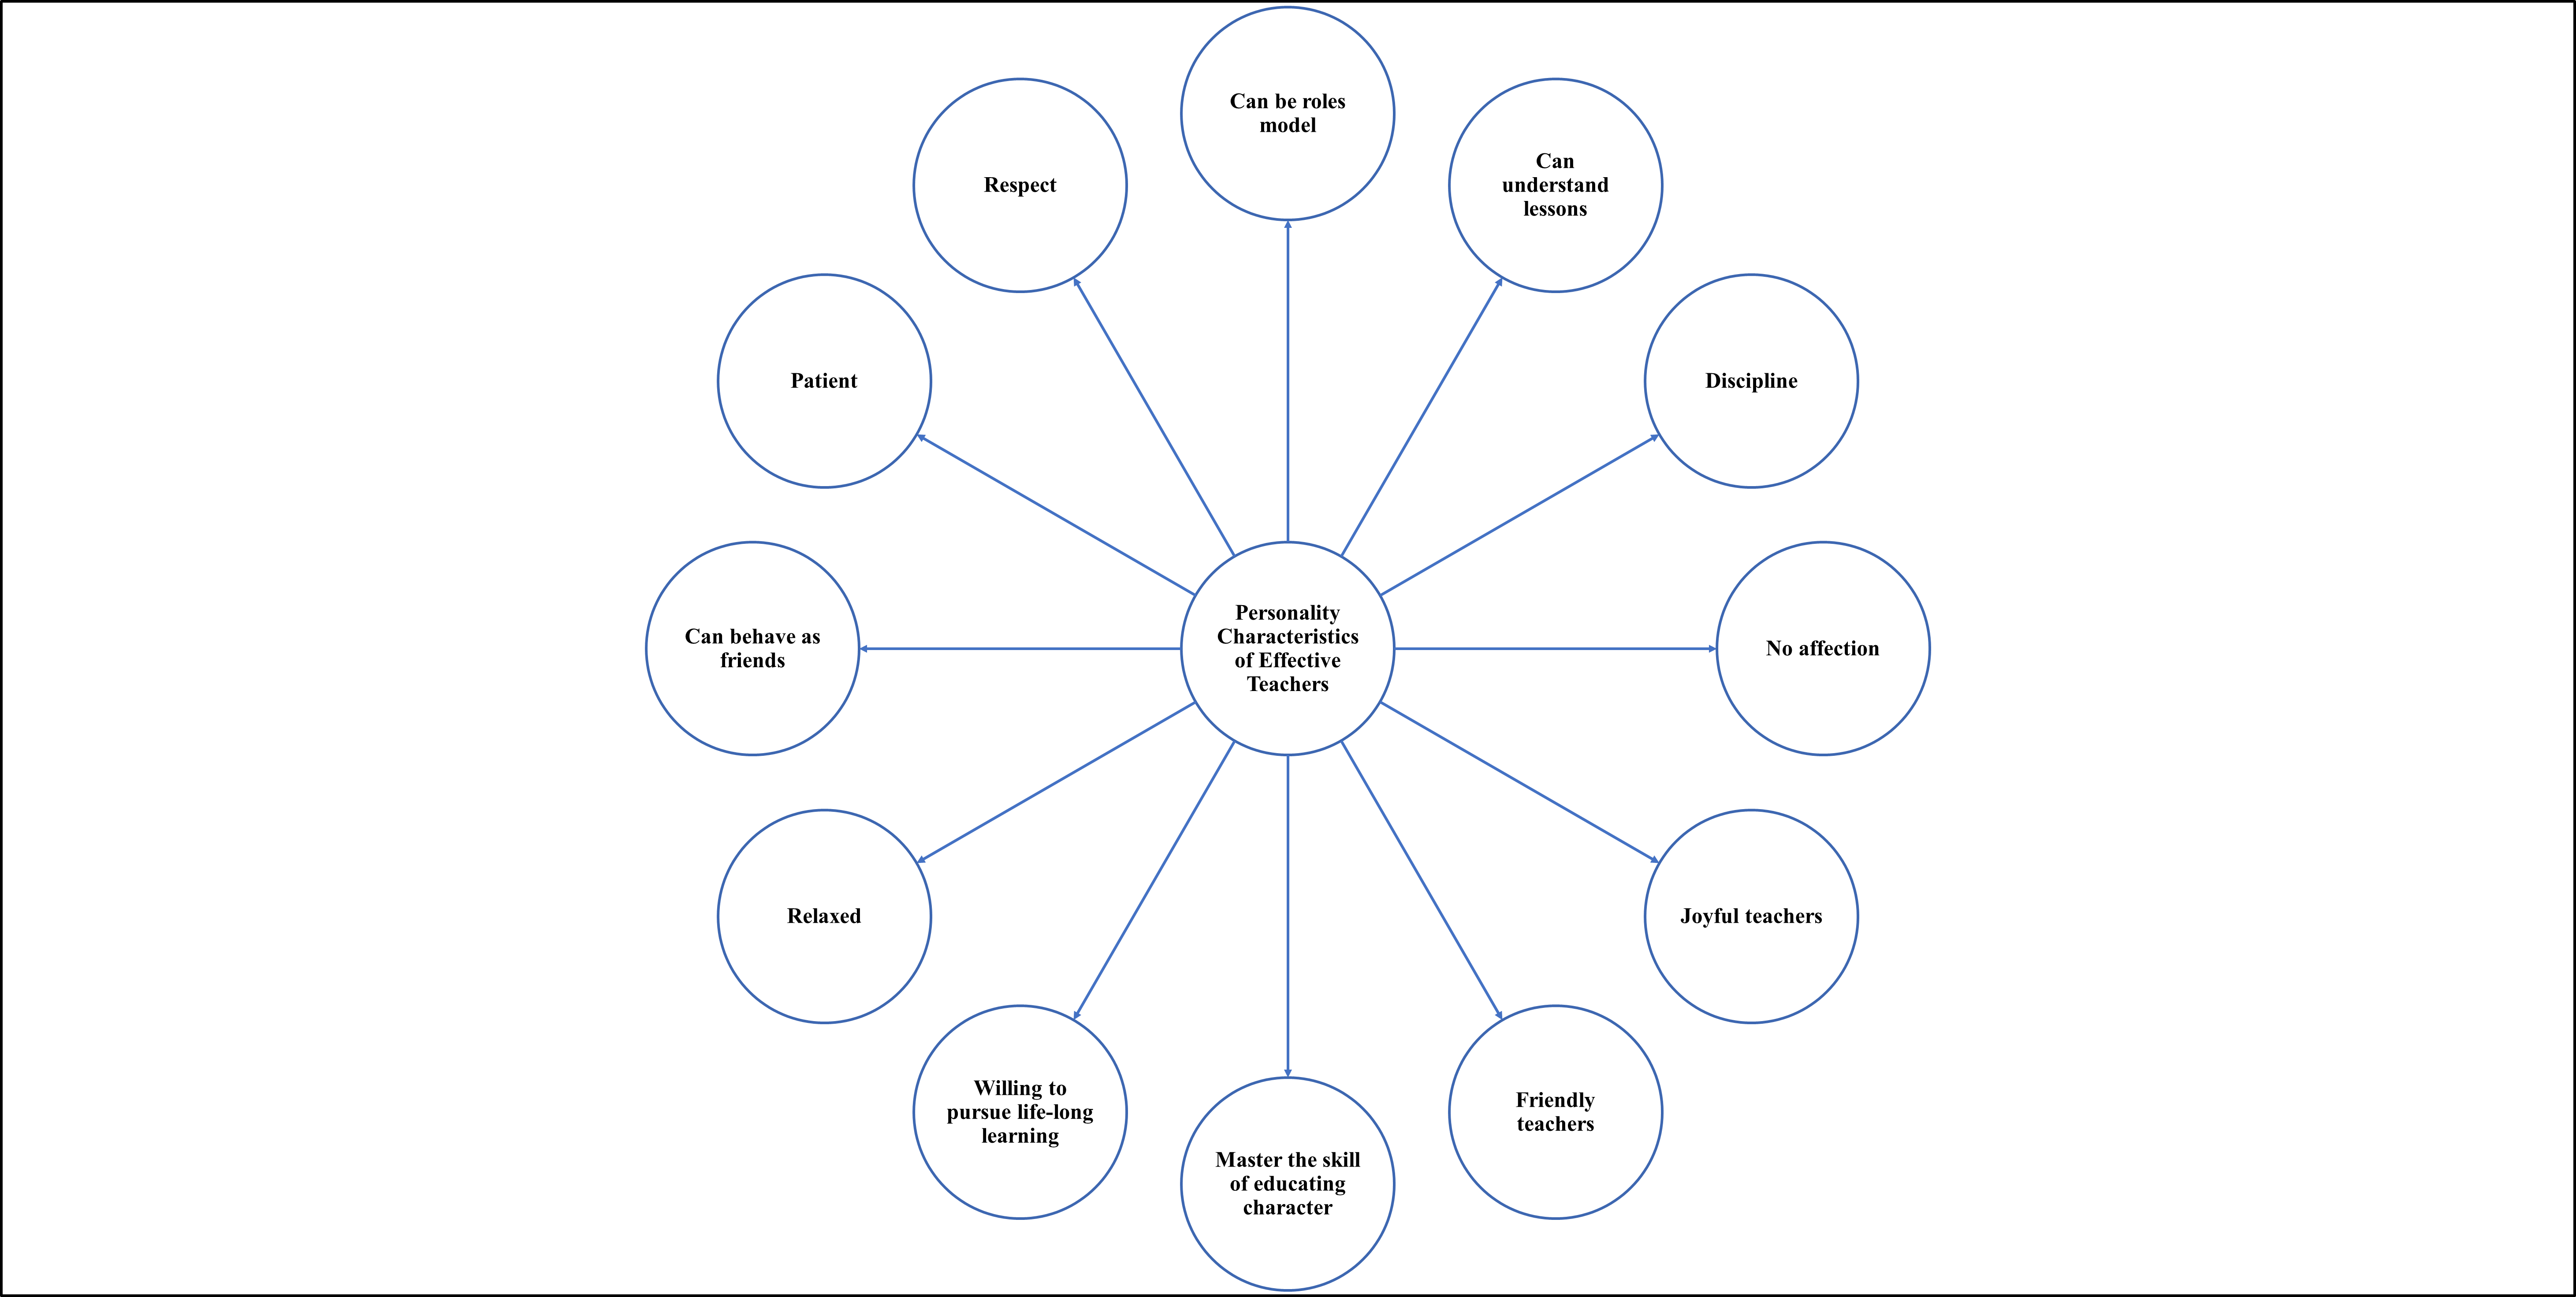 Can be roles
model
Can
understand
lessons
Respect
Discipline
Patient
Personality
Characteristics
of Effective
Teachers
Can behave as
friends
No affection
Relaxed
Joyful teachers
Willing to
pursue life-long
learning
Friendly
teachers
Master the skill
of educating
character